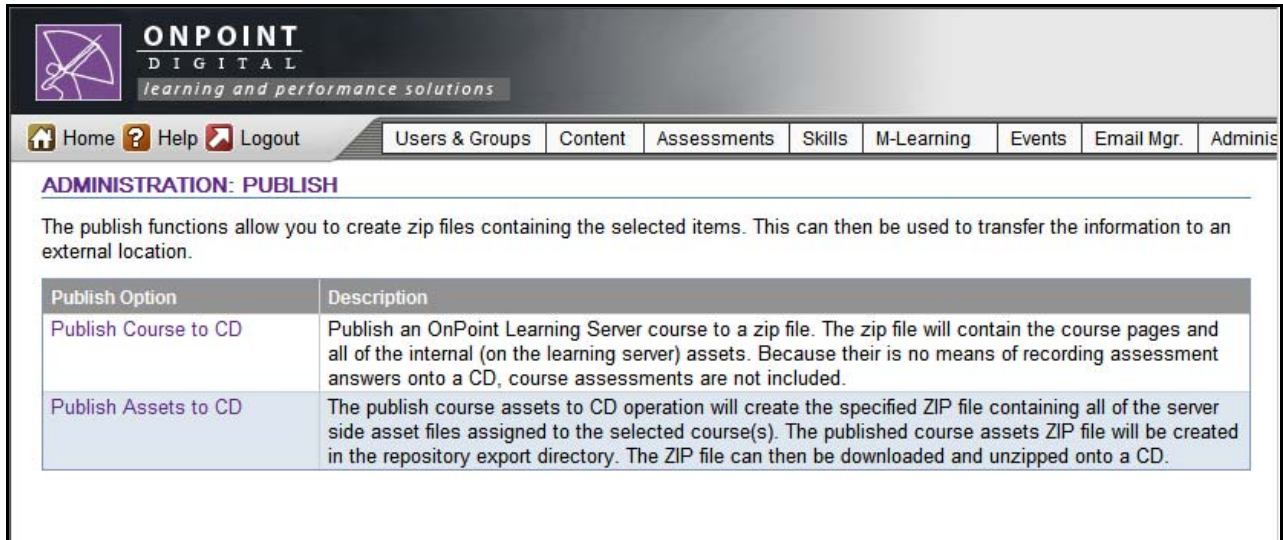 ONPOINT
DIGITAL
learning and performance solutions
Home ? Help Logout Users & Groups Content Assessments Skills M-Learning Events Email Mgr. Adminis
ADMINISTRATION: PUBLISH
The publish functions allow you to create zip files containing the selected items. This can then be used to transfer the information to an
external location.
Publish Option Description
Publish Course to CD Publish an OnPoint Learning Server course to a zip file. The zip file will contain the course pages and
all of the internal (on the learning server) assets. Because their is no means of recording assessment
answers onto a CD, course assessments are not included.
Publish Assets to CD The publish course assets to CD operation will create the specified ZIP file containing all of the server
side asset files assigned to the selected course(s). The published course assets ZIP file will be created
in the repository export directory. The ZIP file can then be downloaded and unzipped onto a CD.